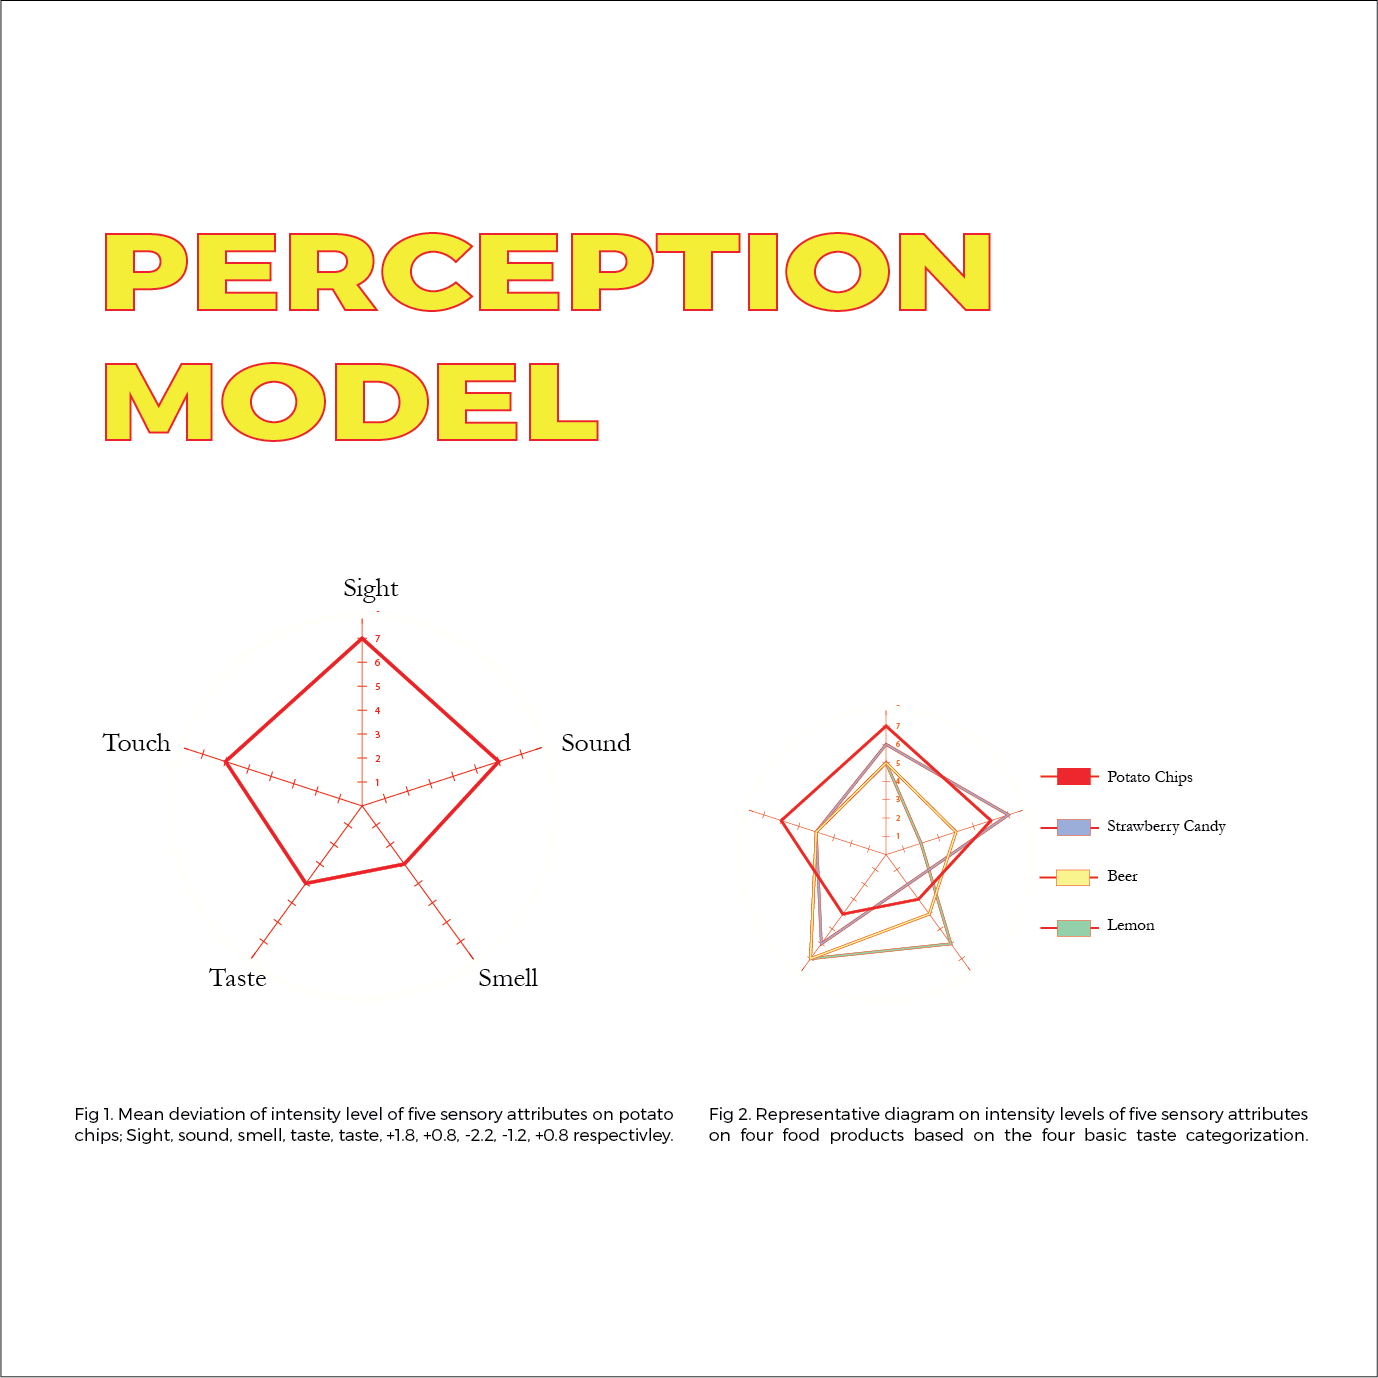 PERCEPTION
MODEL
Sight
7
6
5
4
3
2
1
Touch
Sound
Taste
Smell
7
6
5
4
3
2
1
1
Potato Chips
Strawberry Candy
Beer
Lemon
Fig 1. Mean deviation of intensity level of five sensory attributes on potato
chips; Sight, sound, smell, taste, taste, +1.8, +0.8, -2.2, -1.2, +0.8 respectivley.
Fig 2. Representative diagram on intensity levels of five sensory attributes
on four food products based on the four basic taste categorization.